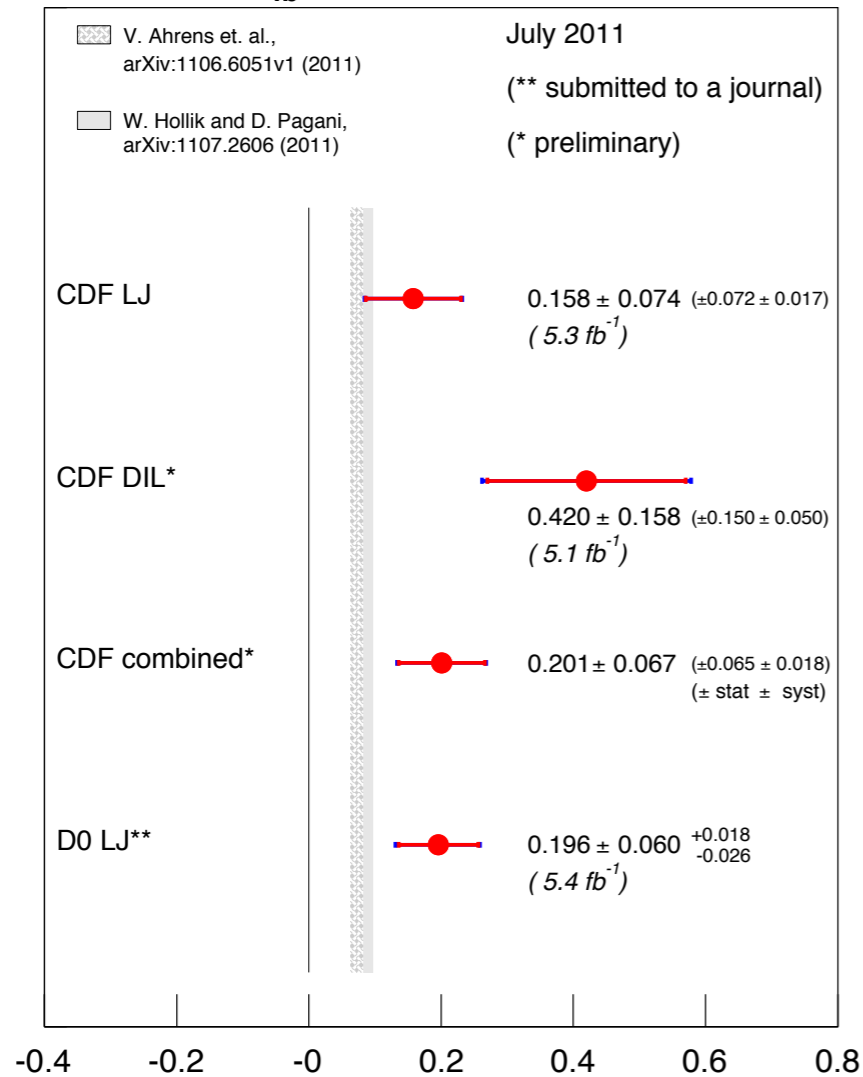 V. Ahrens et. al.,
arXiv:1106.6051v1 (2011)
W. Hollik and D. Pagani,
arXiv:1107.2606 (2011)
July 2011
(** submitted to a journal)
(* preliminary)
CDF LJ
0.158 ± 0.074 (±0.072 ± 0.017)
( 5.3 fb⁻¹)
CDF DIL*
0.420 ± 0.158 (±0.150 ± 0.050)
( 5.1 fb⁻¹)
CDF combined*
0.201± 0.067 (±0.065 ± 0.018)
(± stat ± syst)
D0 LJ**
0.196 ± 0.060 +0.018
-0.026
( 5.4 fb⁻¹)
-0.4 -0.2 -0 0.2 0.4 0.6 0.8